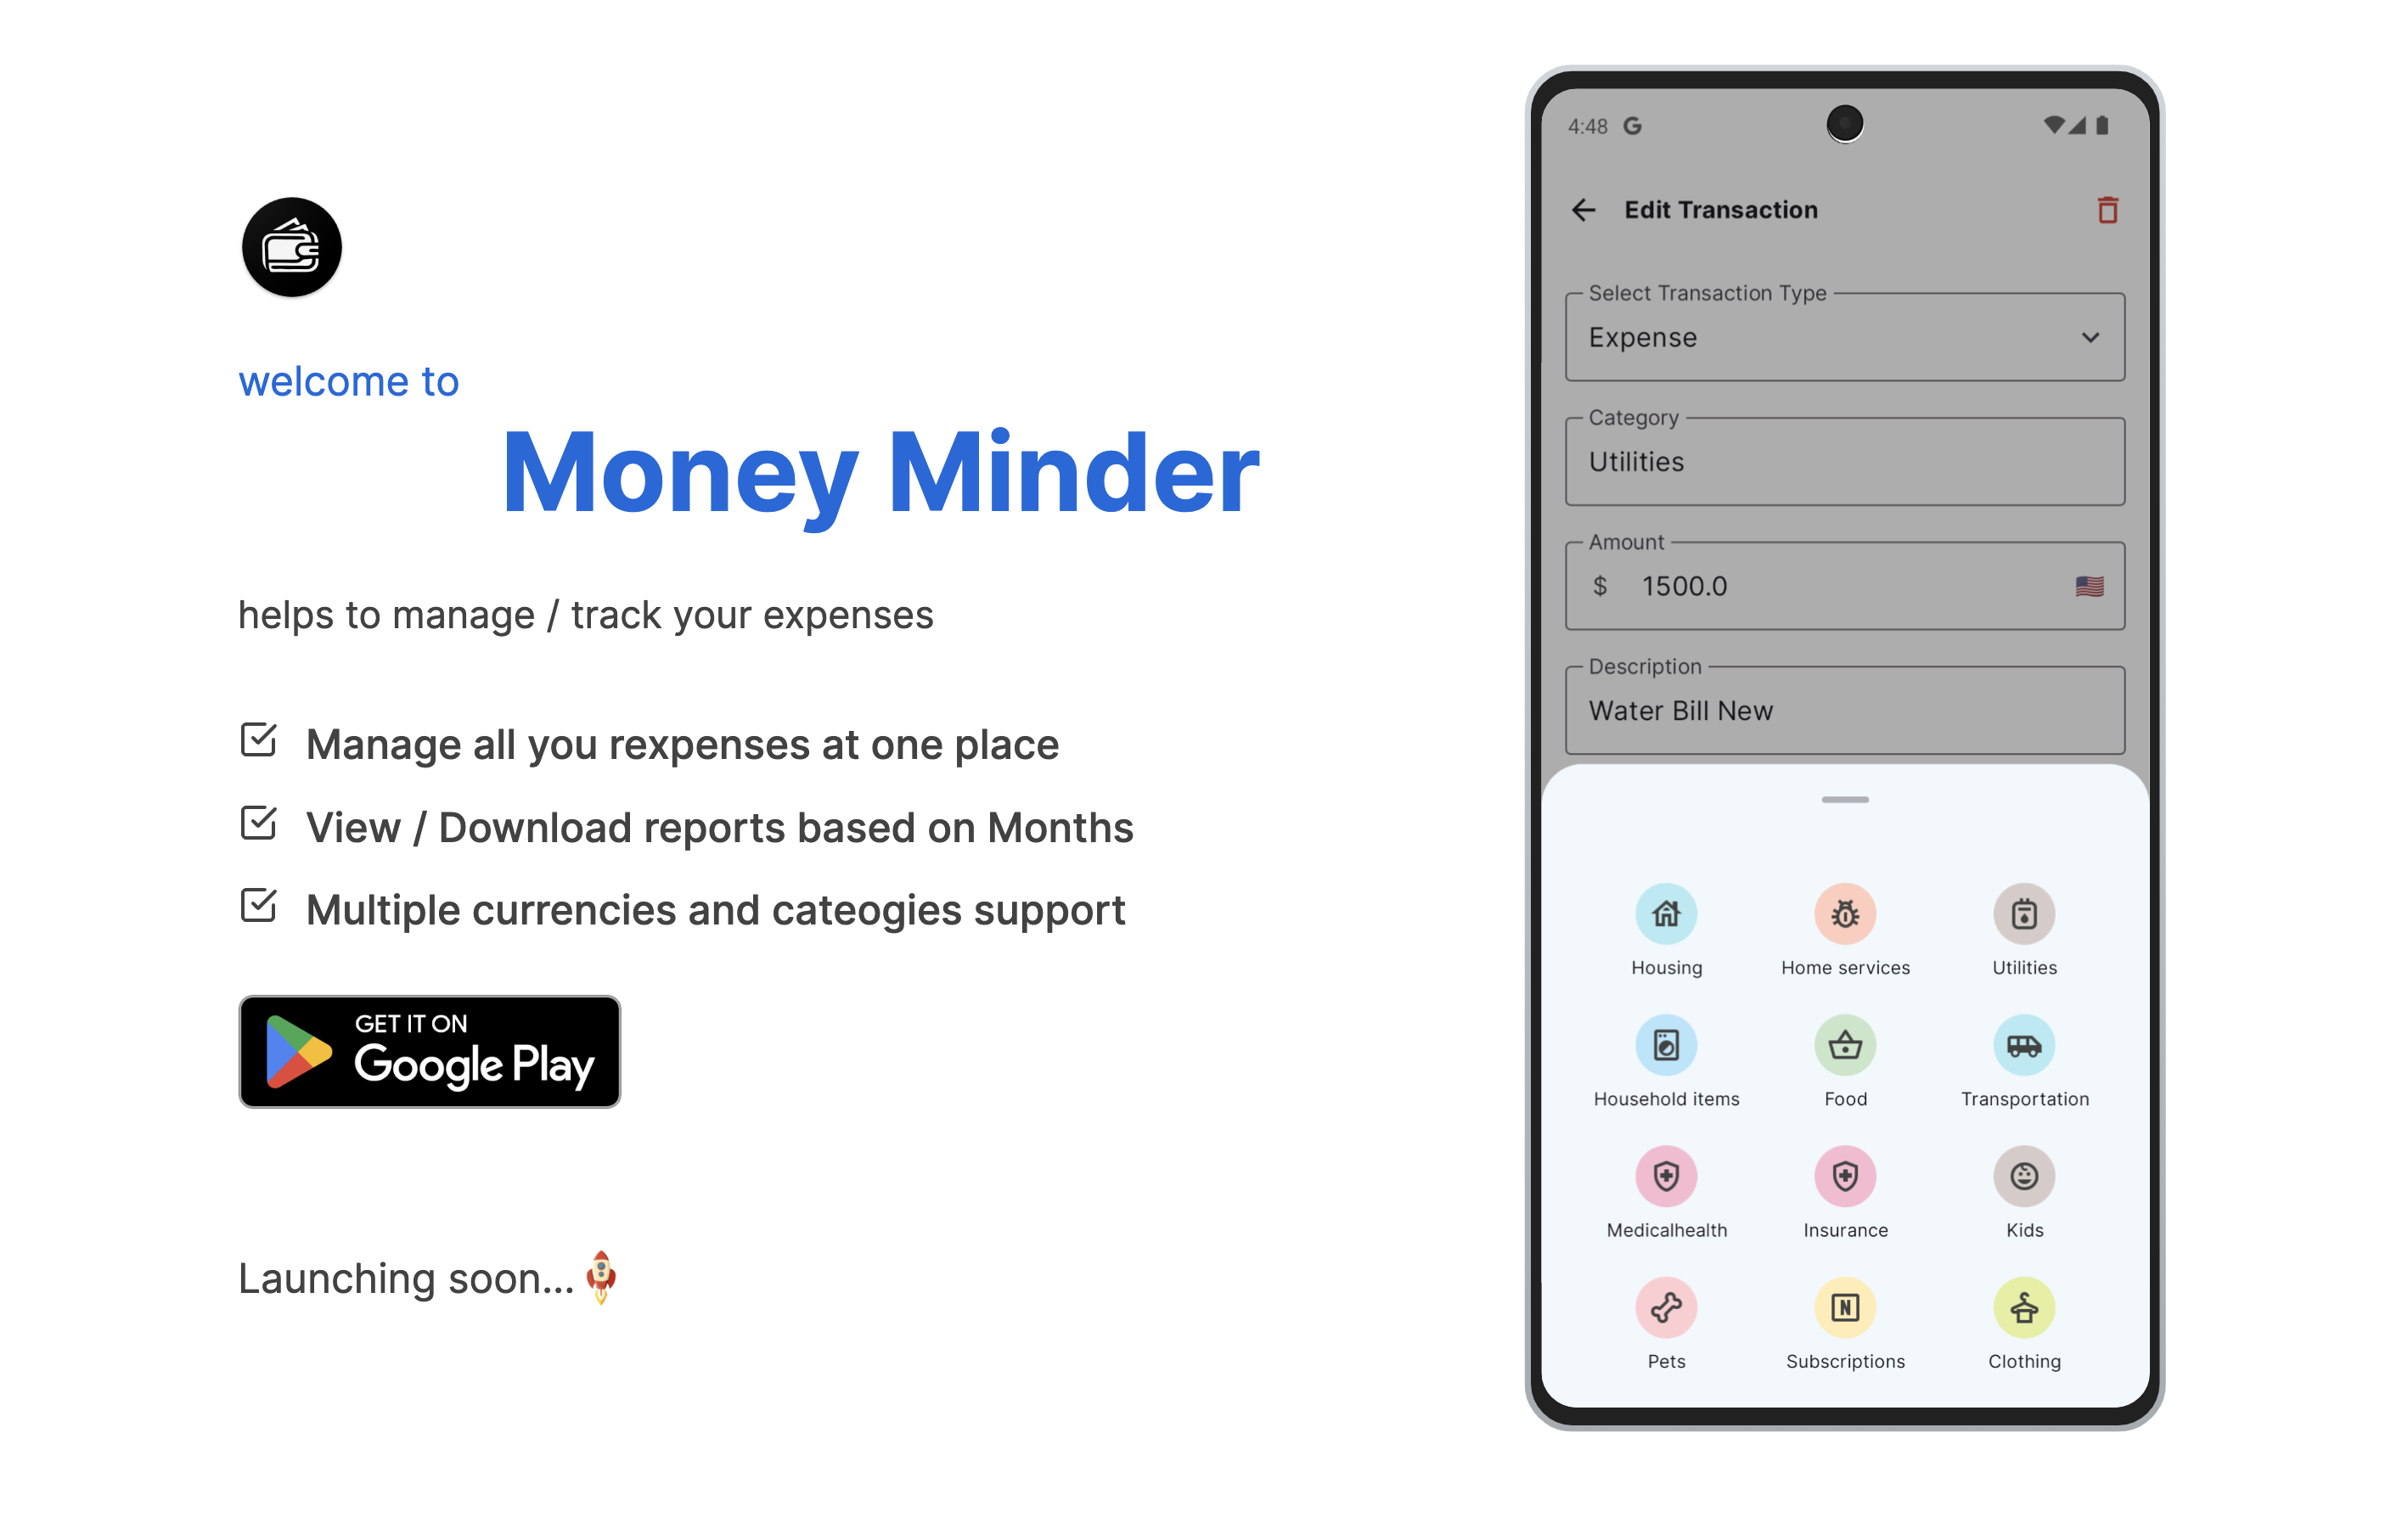 welcome to
Money Minder
helps to manage / track your expenses
Manage all you rexpenses at one place
View / Download reports based on Months
Multiple currencies and cateogies support
GET IT ON
Google Play
Launching soon...
4:48 G
Edit Transaction
Select Transaction Type
Expense
Category
Utilities
Amount
$ 1500.0
Description
Water Bill New
Housing Home services Utilities
Household items Food Transportation
Medicalhealth Insurance Kids
N
Pets Subscriptions Clothing